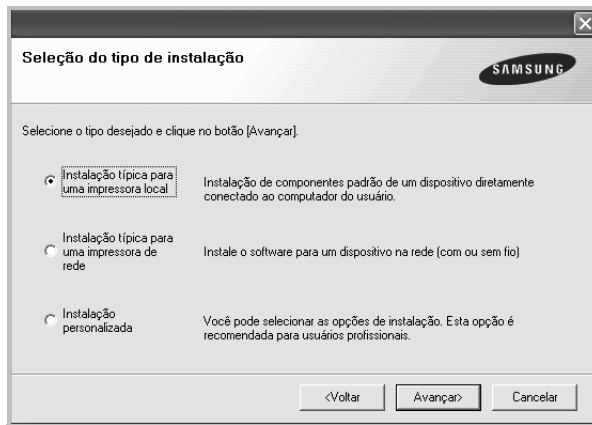 Seleção do tipo de instalação
SAMSUNG
Selecione o tipo desejado e clique no botão [Avançar].
Instalação típica para
uma impressora local
Instalação de componentes padrão de um dispositivo diretamente
conectado ao computador do usuário.
Instalação típica para
uma impressora de
rede
Instale o software para um dispositivo na rede (com ou sem fio)
Instalação
personalizada
Você pode selecionar as opções de instalação. Esta opção é
recomendada para usuários profissionais.
<Voltar
Avançar>
Cancelar